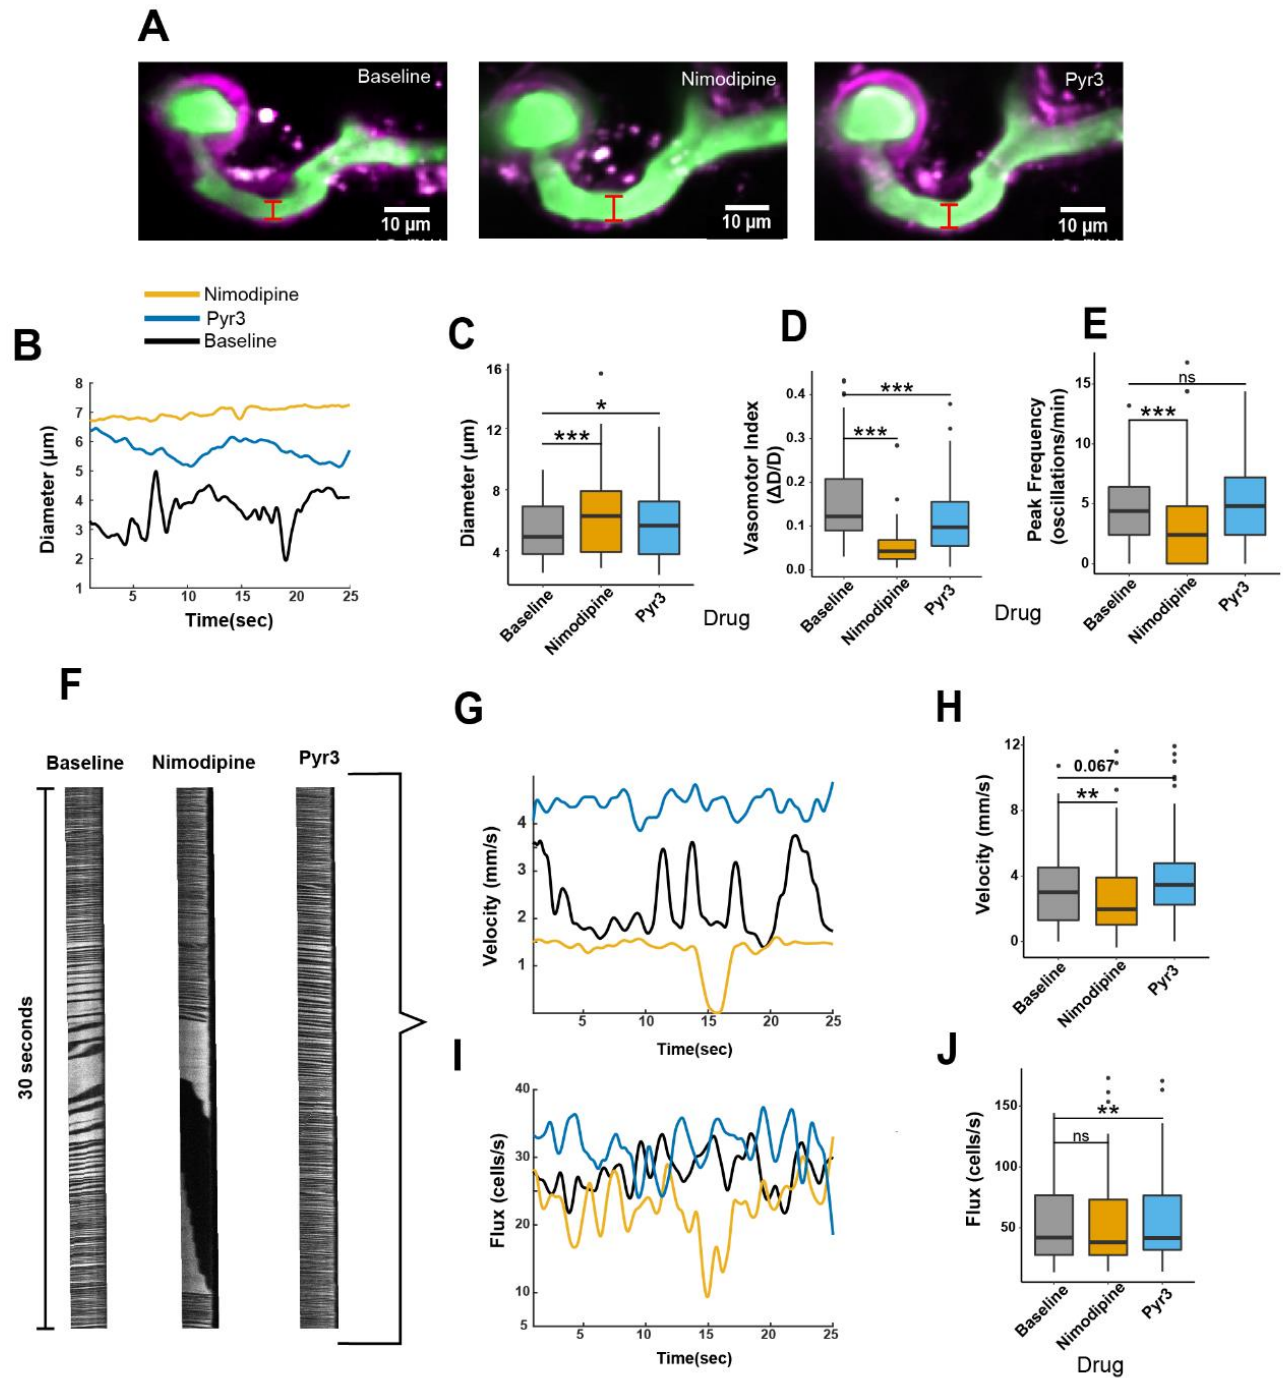 A
Baseline
Nimodipine
Pyr3
10 µm
10 µm
10 µm
Nimodipine
Pyr3
Baseline
B
8
7
6
5
4
3
2
1
Diameter (µm)
5
10
15
20
25
Time(sec)
C
16
12
8
4
Diameter (µm)
*
***
Baseline
Nimodipine
Pyr3
Drug
D
0.4
0.3
0.2
0.1
0.0
Vasomotor Index
(ΔD/D)
***
***
Baseline
Nimodipine
Pyr3
Drug
E
15
10
5
0
Peak Frequency
(oscillations/min)
ns
***
Baseline
Nimodipine
Pyr3
F
Baseline
Nimodipine
Pyr3
30 seconds
G
4
3
2
1
Velocity (mm/s)
5
10
15
20
25
Time(sec)
H
12
8
4
0
Velocity (mm/s)
0.067
**
Baseline
Nimodipine
Pyr3
I
40
30
20
10
5
Flux (cells/s)
5
10
15
20
25
Time(sec)
J
150
100
50
Flux (cells/s)
**
ns
Baseline
Nimodipine
Pyr3
Drug